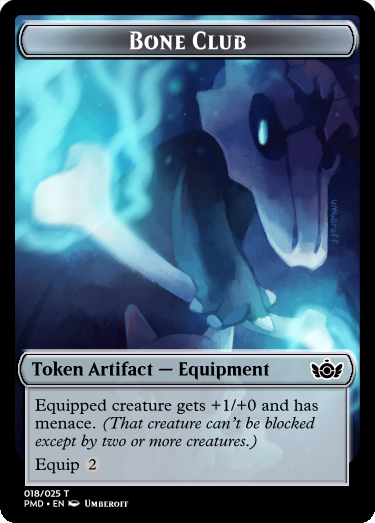 Bone Club
umberoff
Token Artifact — Equipment
Equipped creature gets +1/+0 and has
menace. (That creature can't be blocked
except by two or more creatures.)
Equip 2
018/025 T
PMD • EN Umberoff